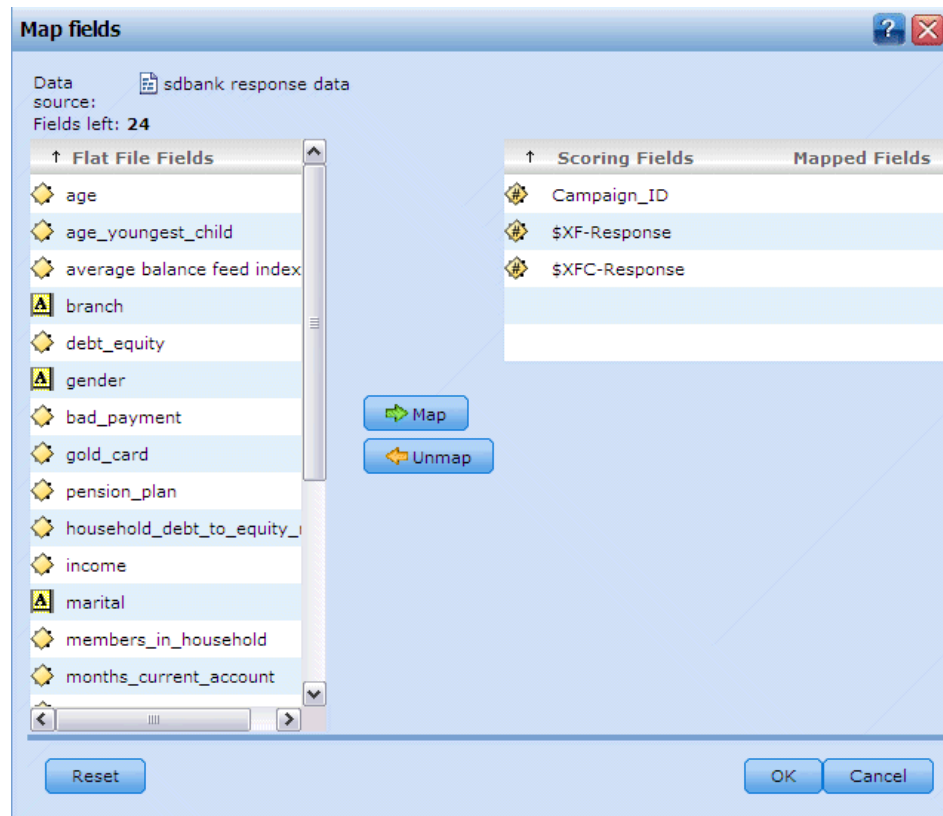 Map fields
?
Data source: sdbank response data
Fields left: 24
↑ Flat File Fields
age
age_youngest_child
average balance feed index
A branch
debt_equity
A gender
bad_payment
gold_card
pension_plan
household_debt_to_equity_
income
A marital
members_in_household
months_current_account
↑ Scoring Fields Mapped Fields
# Campaign_ID
# $XF-Response
# $XFC-Response
Map
Unmap
Reset
OK
Cancel